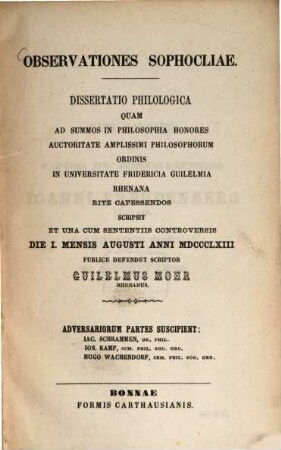 OBSERVATIONES SOPHOCLIAE.
DISSERTATIO PHILOLOGICA
QUAM
AD SUMMOS IN PHILOSOPHIA HONORES
AUCTORITATE AMPLISSIMI PHILOSOPHORUM
ORDINIS
IN UNIVERSITATE FRIDERICIA GUILELMIA
RHENANA
RITE CAPESSENDOS
SCRIPSIT
ET UNA CUM SENTENTIIS CONTROVERSIS
DIE I. MENSIS AUGUSTI ANNI MDCCCLXIII
PUBLICE DEFENDET SCRIPTOR
GUILELMUS MOHR
RHENANUS.
ADVERSARIORUM PARTES SUSCIPIENT:
IAC. SCHRAMMEN, DR. PHIL.
IOS. KAMP, SEM. PHIL. SOD. ORD.
HUGO WACHENDORF, SEM. PHIL. SOD. ORD.
BONNAE
FORMIS CARTHAUSIANIS.